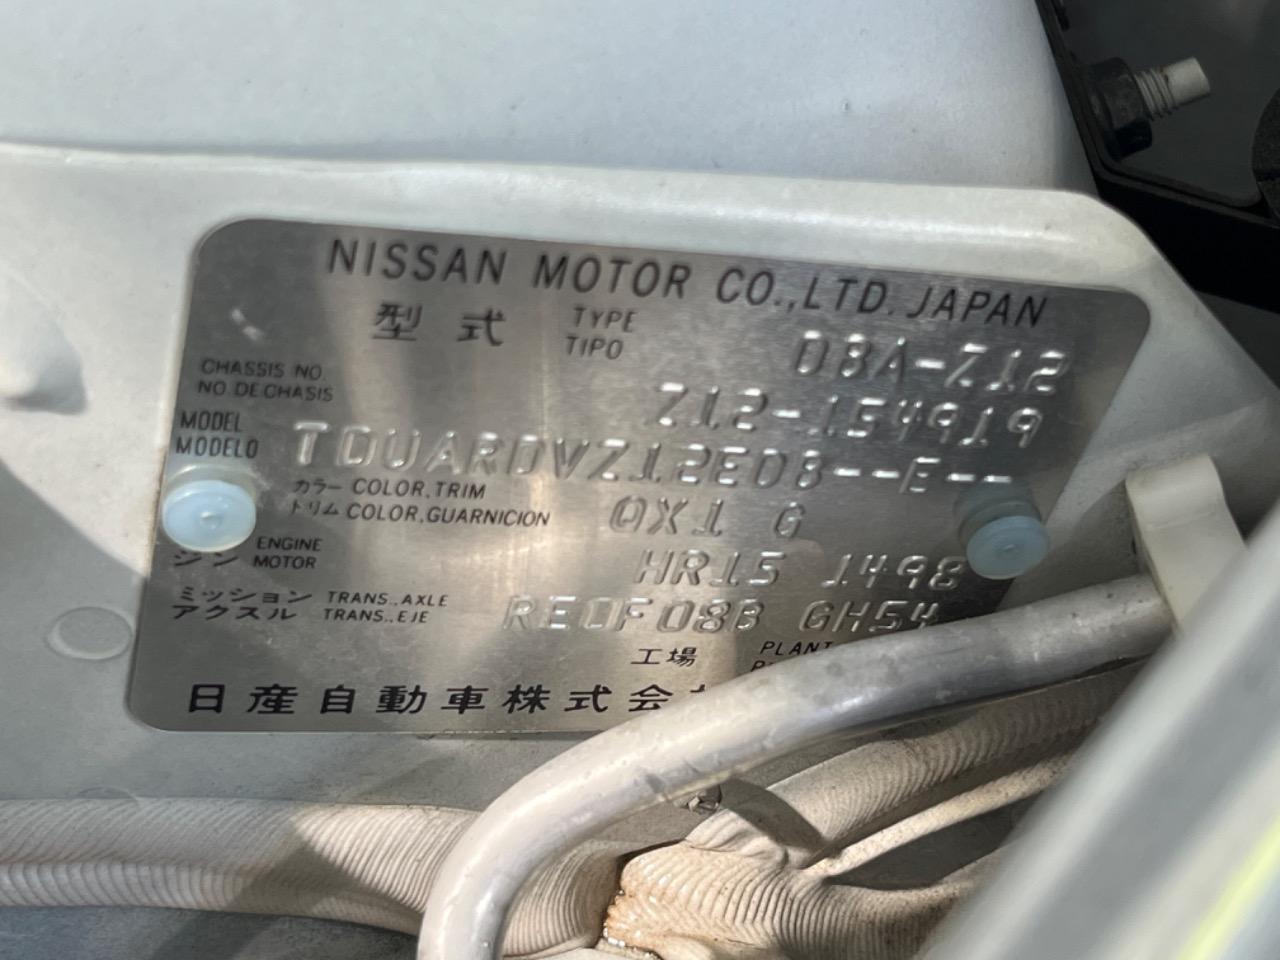 NISSAN MOTOR CO.,LTD. JAPAN
型式 TYPE TIPO DBA-Z12
CHASSIS NO. NO.DE CHASIS Z12-154919
MODEL MODELO TDUARDVZ12EDB--E--
カラー COLOR,TRIM
トリム COLOR,GUARNICION QX1 G
ジン ENGINE MOTOR HR15 1498
ミッション TRANS.,AXLE
アクスル TRANS.,EJE RE0F08B GH54
工場 PLANT
日産自動車株式会